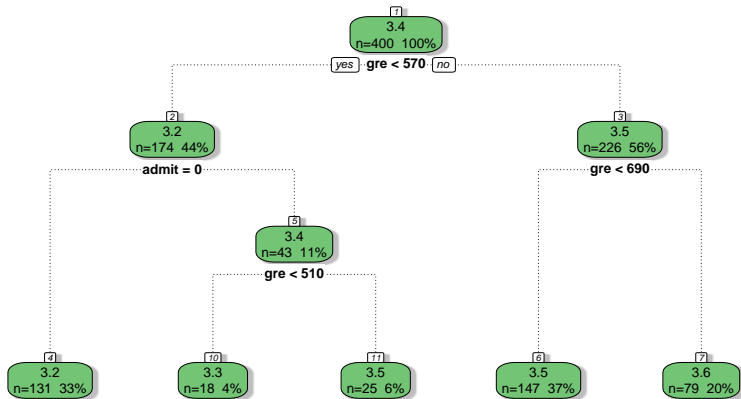 1
3.4
n=400 100%
yes gre < 570 no
2
3.2
n=174 44%
admit = 0
3
3.5
n=226 56%
gre < 690
5
3.4
n=43 11%
gre < 510
4
3.2
n=131 33%
10
3.3
n=18 4%
11
3.5
n=25 6%
6
3.5
n=147 37%
7
3.6
n=79 20%